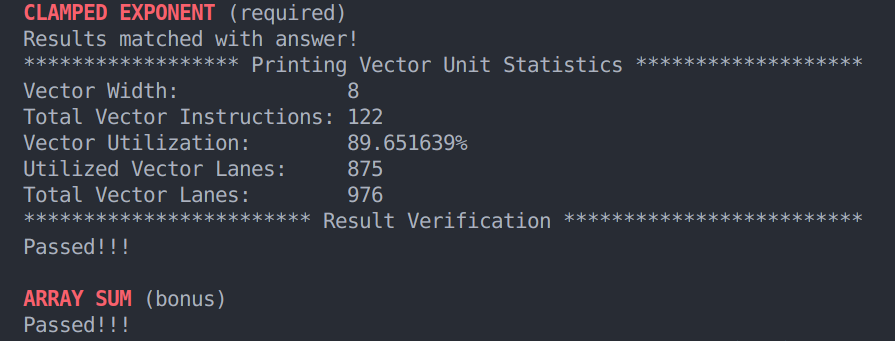 CLAMPED EXPONENT (required)
Results matched with answer!
****************** Printing Vector Unit Statistics *******************
Vector Width:              8
Total Vector Instructions: 122
Vector Utilization:        89.651639%
Utilized Vector Lanes:     875
Total Vector Lanes:        976
************************ Result Verification *************************
Passed!!!

ARRAY SUM (bonus)
Passed!!!